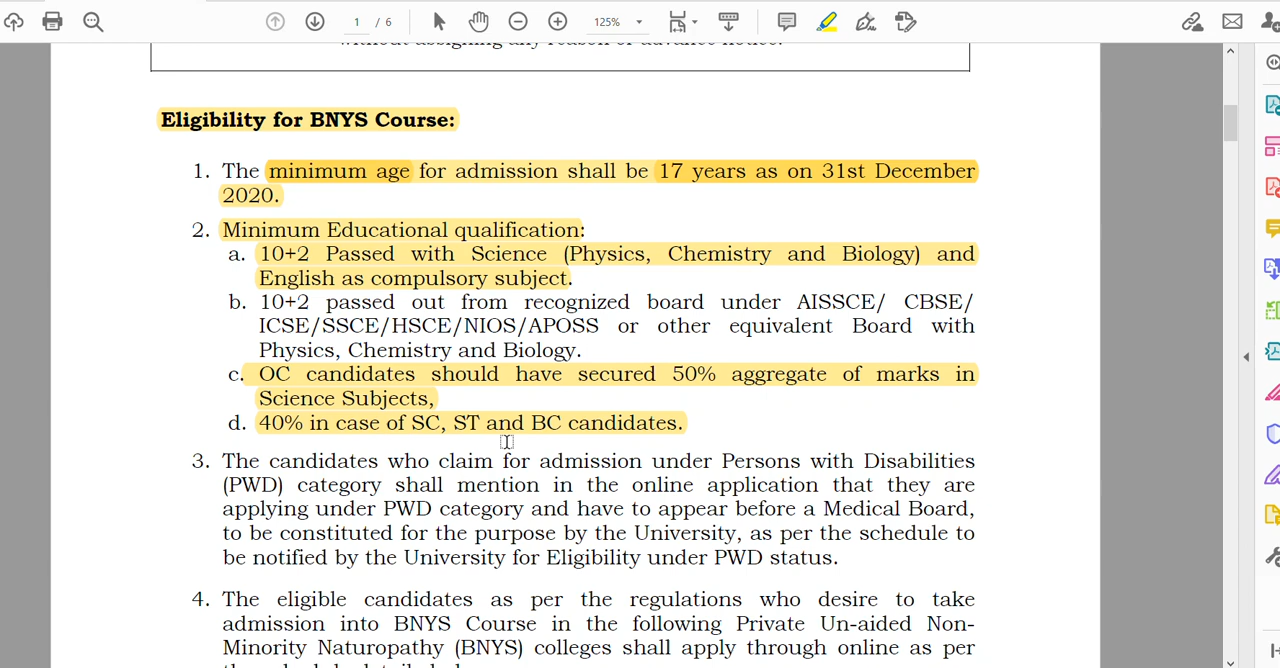 1 / 6
125%
Eligibility for BNYS Course:
1. The minimum age for admission shall be 17 years as on 31st December
2020.
2. Minimum Educational qualification:
a. 10+2 Passed with Science (Physics, Chemistry and Biology) and
English as compulsory subject.
b. 10+2 passed out from recognized board under AISSCE/ CBSE/
ICSE/SSCE/HSCE/NIOS/APOSS or other equivalent Board with
Physics, Chemistry and Biology.
c. OC candidates should have secured 50% aggregate of marks in
Science Subjects,
d. 40% in case of SC, ST and BC candidates.
3. The candidates who claim for admission under Persons with Disabilities
(PWD) category shall mention in the online application that they are
applying under PWD category and have to appear before a Medical Board,
to be constituted for the purpose by the University, as per the schedule to
be notified by the University for Eligibility under PWD status.
4. The eligible candidates as per the regulations who desire to take
admission into BNYS Course in the following Private Un-aided Non-
Minority Naturopathy (BNYS) colleges shall apply through online as per